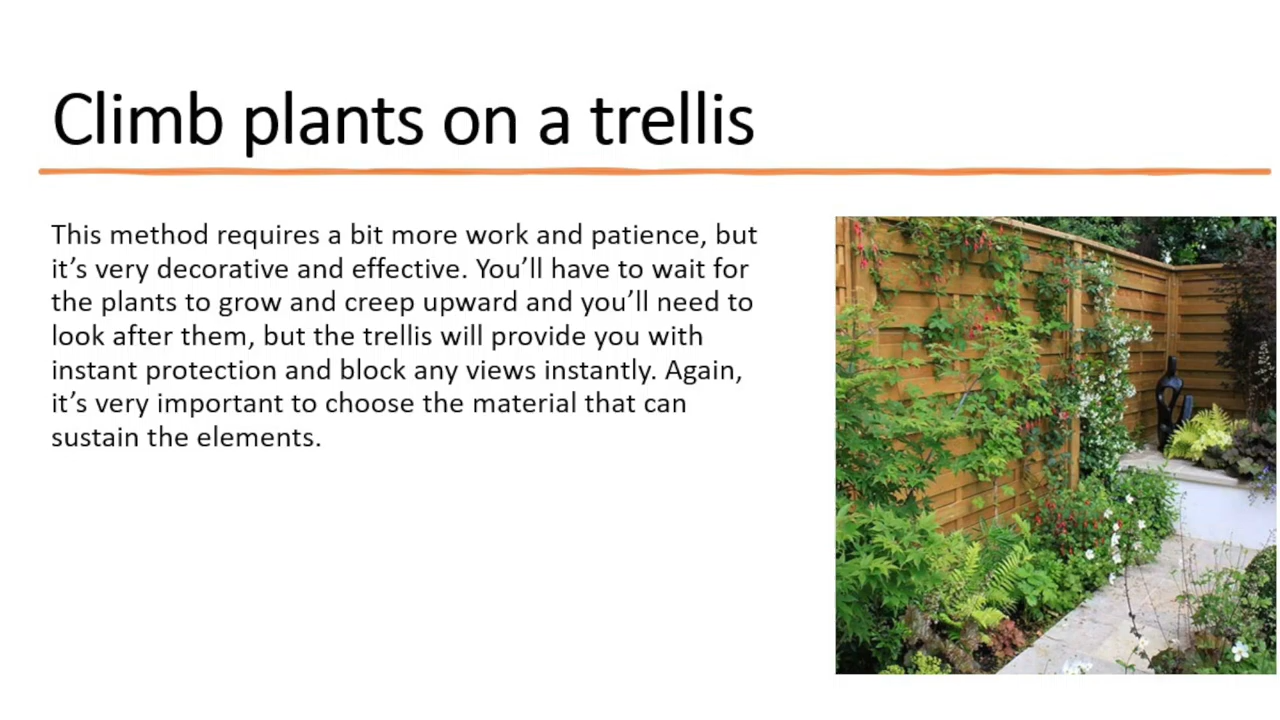 Climb plants on a trellis
This method requires a bit more work and patience, but
it’s very decorative and effective. You’ll have to wait for
the plants to grow and creep upward and you’ll need to
look after them, but the trellis will provide you with
instant protection and block any views instantly. Again,
it’s very important to choose the material that can
sustain the elements.